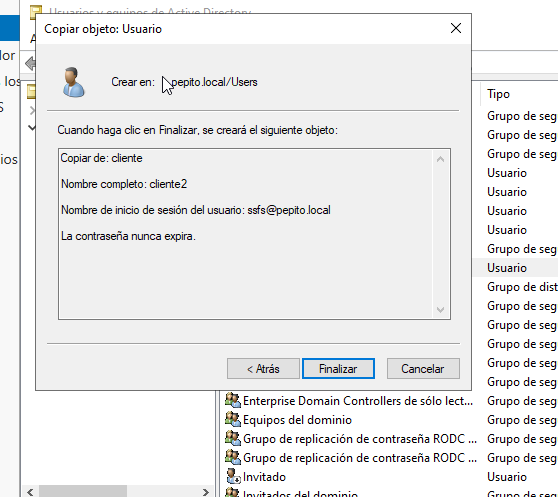 Usuarios y equipos de Active Directory
Copiar objeto: Usuario
Crear en: pepito.local/Users
Cuando haga clic en Finalizar, se creará el siguiente objeto:
Copiar de: cliente
Nombre completo: cliente2
Nombre de inicio de sesión del usuario: ssfs@pepito.local
La contraseña nunca expira.
< Atrás
Finalizar
Cancelar
Tipo
Grupo de seg
Grupo de seg
Grupo de seg
Usuario
Usuario
Usuario
Usuario
Grupo de seg
Usuario
Grupo de dist
Grupo de seg
Grupo de seg
Grupo de seg
Grupo de seg
Grupo de seg
Enterprise Domain Controllers de sólo lect... Grupo de seg
Equipos del dominio Grupo de seg
Grupo de replicación de contraseña RODC ... Grupo de seg
Grupo de replicación de contraseña RODC ... Grupo de seg
Invitado Usuario
Invitados del dominio Grupo de seg